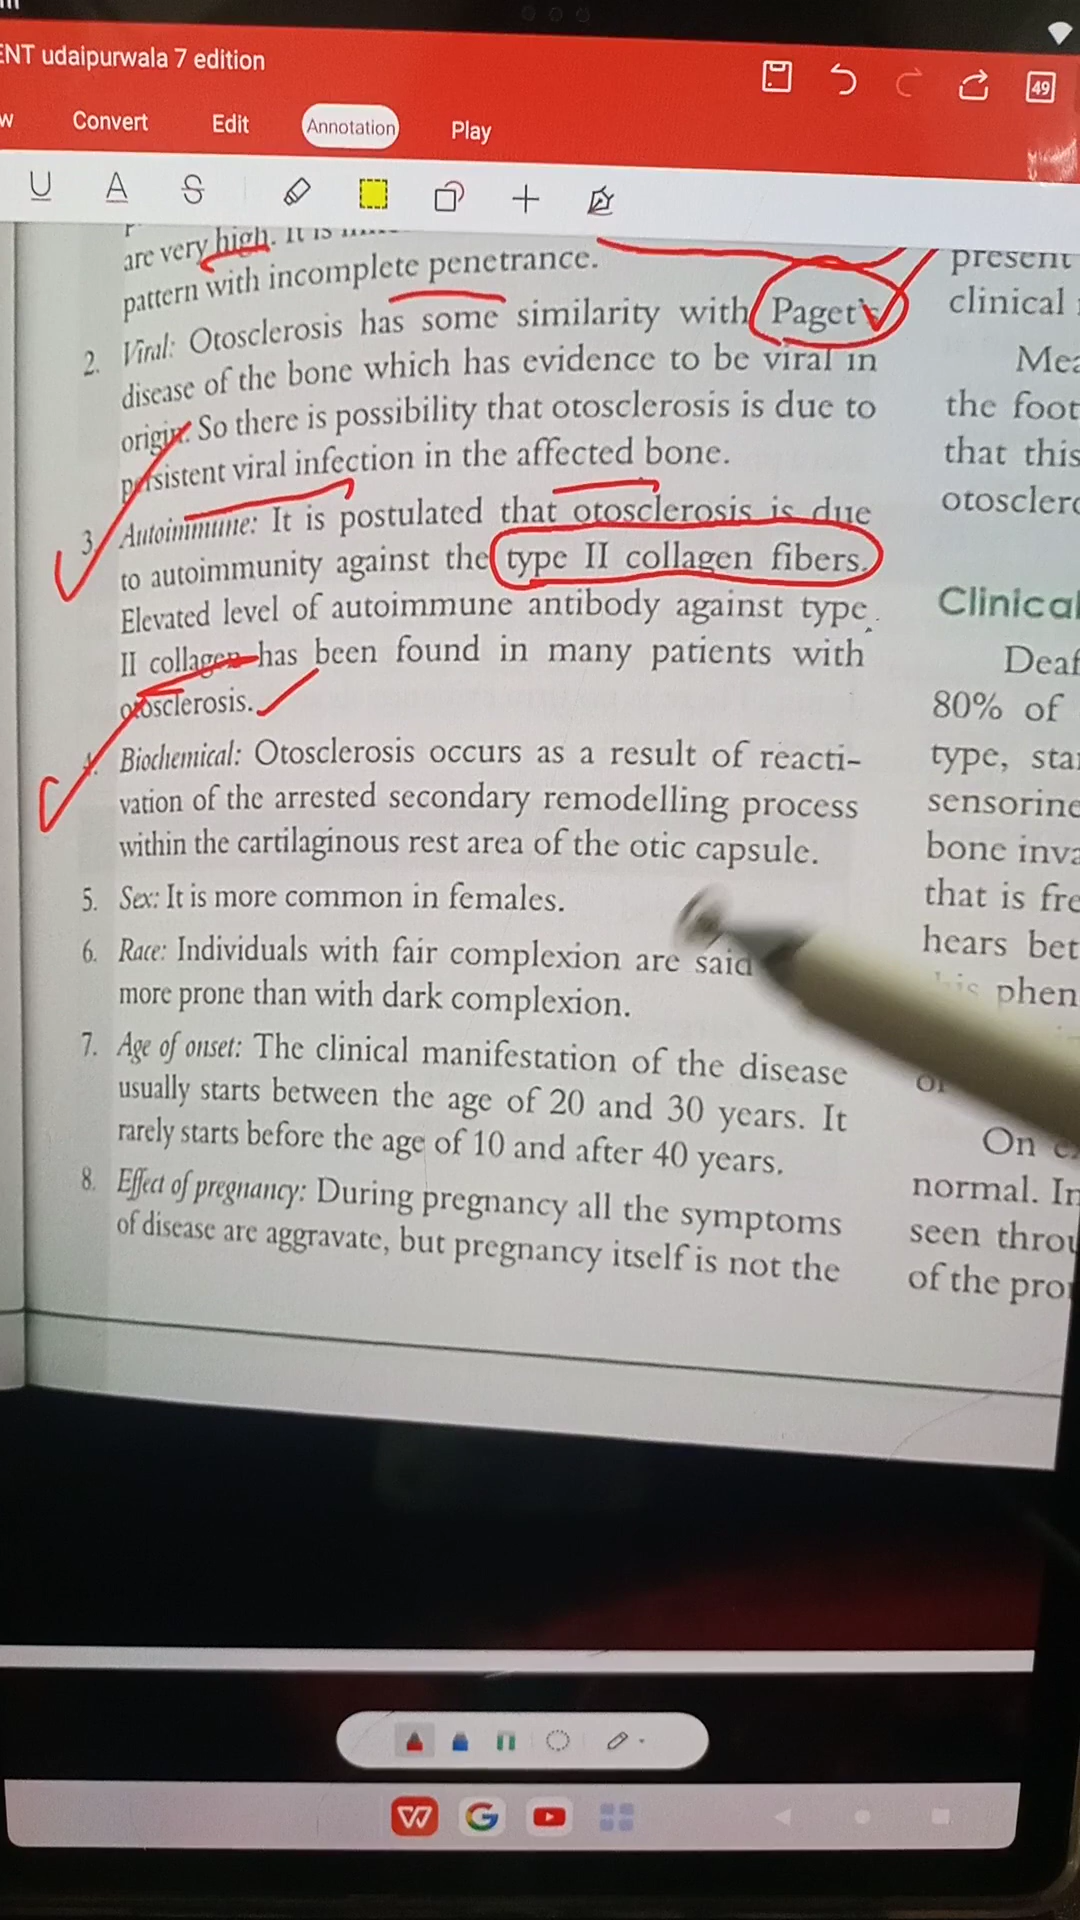 ENT udaipurwala 7 edition
49
w Convert Edit Annotation Play
U A S
are very high. It is
pattern with incomplete penetrance.
2. Viral: Otosclerosis has some similarity with Paget's
disease of the bone which has evidence to be viral in
origin. So there is possibility that otosclerosis is due to
persistent viral infection in the affected bone.
3. Autoimmune: It is postulated that otosclerosis is due
to autoimmunity against the type II collagen fibers.
Elevated level of autoimmune antibody against type
II collagen has been found in many patients with
otosclerosis.
4. Biochemical: Otosclerosis occurs as a result of reacti-
vation of the arrested secondary remodelling process
within the cartilaginous rest area of the otic capsule.
5. Sex: It is more common in females.
6. Race: Individuals with fair complexion are said
more prone than with dark complexion.
7. Age of onset: The clinical manifestation of the disease
usually starts between the age of 20 and 30 years. It
rarely starts before the age of 10 and after 40 years.
8. Effect of pregnancy: During pregnancy all the symptoms
of disease are aggravate, but pregnancy itself is not the
present
clinical
Mea
the foot
that this
otosclero
Clinical
Deaf
80% of
type, star
sensorine
bone inva
that is fre
hears bet
phen
On
normal. In
seen throu
of the pro